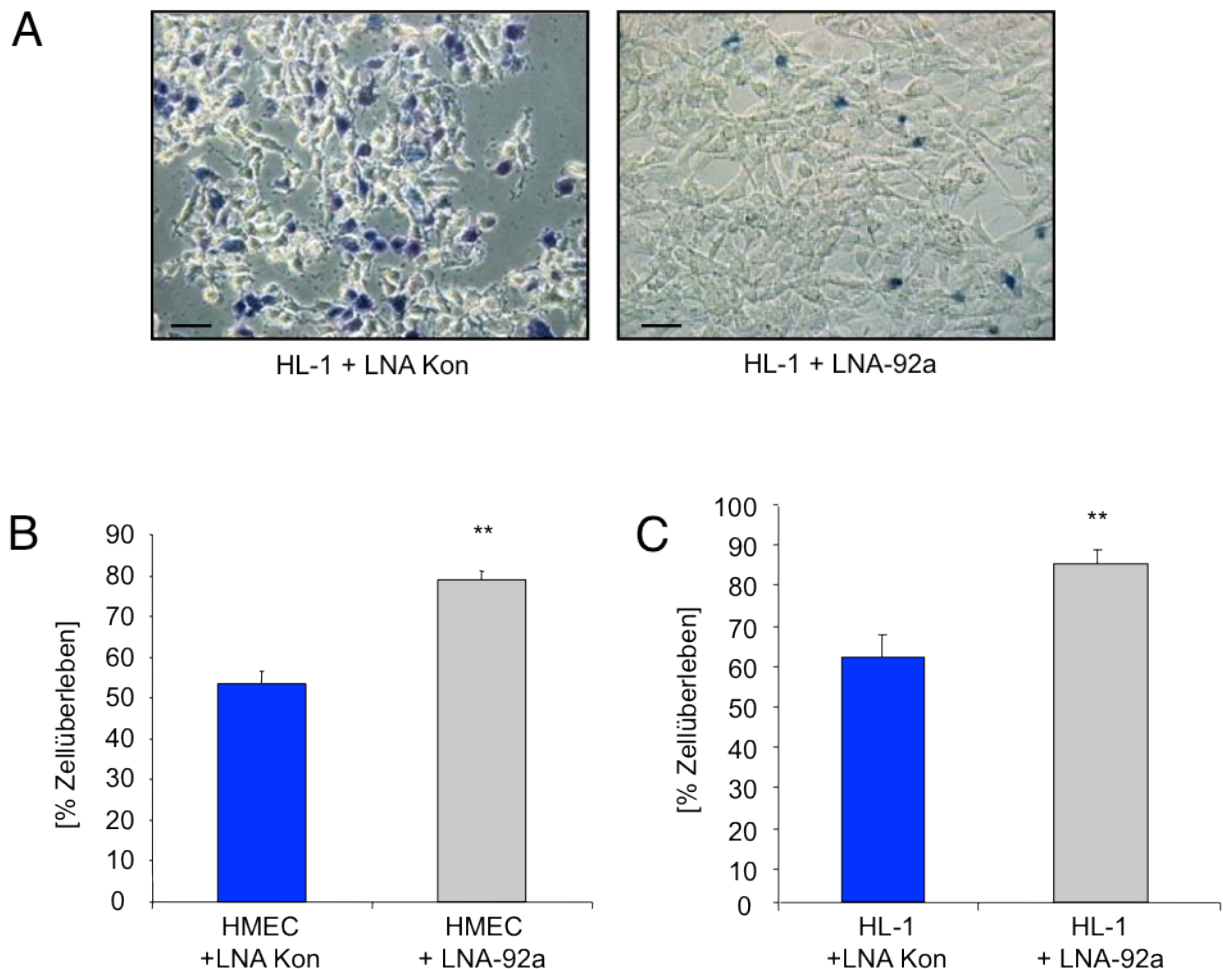 A
HL-1 + LNA Kon
HL-1 + LNA-92a
B
[% Zellüberleben]
90
80
70
60
50
40
30
20
10
0
**
HMEC
+LNA Kon
HMEC
+ LNA-92a
C
[% Zellüberleben]
100
90
80
70
60
50
40
30
20
10
0
**
HL-1
+LNA Kon
HL-1
+ LNA-92a